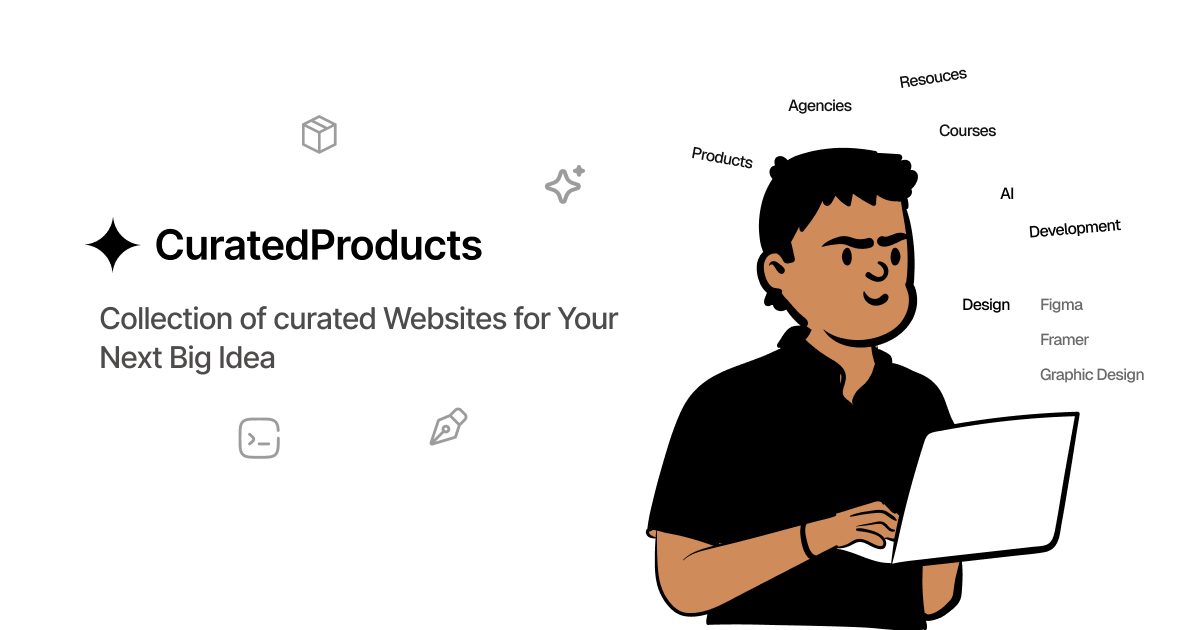 CuratedProducts
Collection of curated Websites for Your
Next Big Idea
Resouces
Agencies
Courses
Products
AI
Development
Design
Figma
Framer
Graphic Design